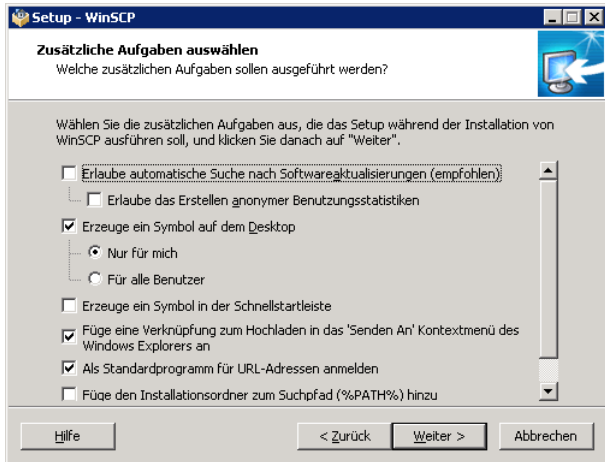 Setup - WinSCP
Zusätzliche Aufgaben auswählen
Welche zusätzlichen Aufgaben sollen ausgeführt werden?
Wählen Sie die zusätzlichen Aufgaben aus, die das Setup während der Installation von
WinSCP ausführen soll, und klicken Sie danach auf "Weiter".
Erlaube automatische Suche nach Softwareaktualisierungen (empfohlen)
Erlaube das Erstellen anonymer Benutzungsstatistiken
Erzeuge ein Symbol auf dem Desktop
Nur für mich
Für alle Benutzer
Erzeuge ein Symbol in der Schnellstartleiste
Füge eine Verknüpfung zum Hochladen in das 'Senden An' Kontextmenü des
Windows Explorers an
Als Standardprogramm für URL-Adressen anmelden
Füge den Installationsordner zum Suchpfad (%PATH%) hinzu
Hilfe < Zurück Weiter > Abbrechen